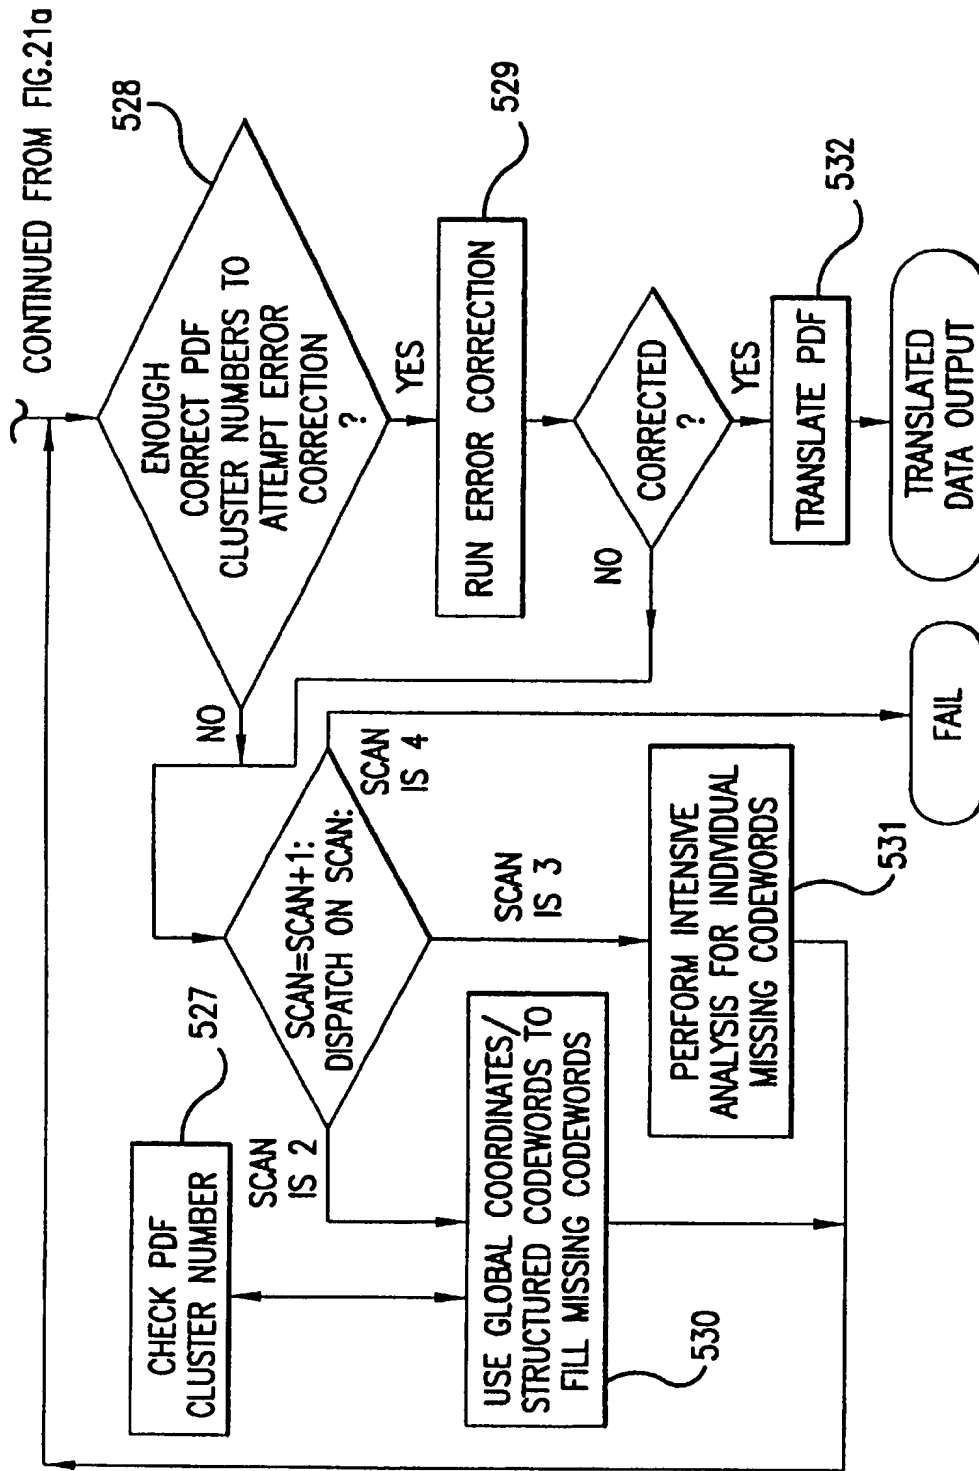 CONTINUED FROM FIG.21a
528
ENOUGH
CORRECT PDF
CLUSTER NUMBERS TO
ATTEMPT ERROR
CORRECTION
?
YES
NO
529
RUN ERROR CORRECTION
CORRECTED
?
YES
NO
532
TRANSLATE PDF
TRANSLATED
DATA OUTPUT
SCAN=SCAN+1:
DISPATCH ON SCAN:
SCAN
IS 4
FAIL
SCAN
IS 3
PERFORM INTENSIVE
ANALYSIS FOR INDIVIDUAL
MISSING CODEWORDS
531
SCAN
IS 2
527
CHECK PDF
CLUSTER NUMBER
USE GLOBAL COORDINATES/
STRUCTURED CODEWORDS TO
FILL MISSING CODEWORDS
530